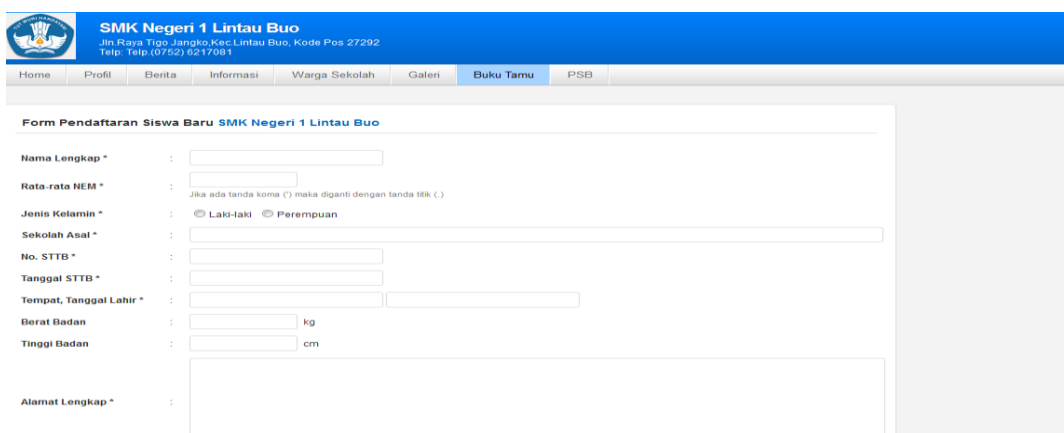 SMK Negeri 1 Lintau Buo
Jln.Raya Tigo Jangko,Kec.Lintau Buo, Kode Pos 27292
Telp: Telp.(0752) 6217081
Home Profil Berita Informasi Warga Sekolah Galeri Buku Tamu PSB
Form Pendaftaran Siswa Baru SMK Negeri 1 Lintau Buo
Nama Lengkap * :
Rata-rata NEM * :
Jika ada tanda koma (') maka diganti dengan tanda titik (.)
Jenis Kelamin * : Laki-laki Perempuan
Sekolah Asal * :
No. STTB * :
Tanggal STTB * :
Tempat, Tanggal Lahir * :
Berat Badan : kg
Tinggi Badan : cm
Alamat Lengkap * :